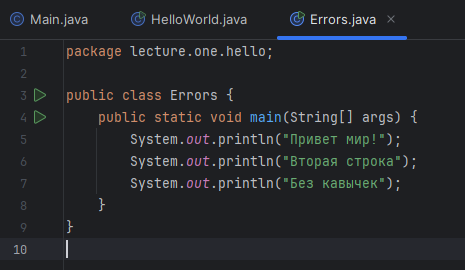 Main.java HelloWorld.java Errors.java ×
1 package lecture.one.hello;
2
3 public class Errors {
4 public static void main(String[] args) {
5 System.out.println("Привет мир!");
6 System.out.println("Вторая строка");
7 System.out.println("Без кавычек");
8 }
9 }
10